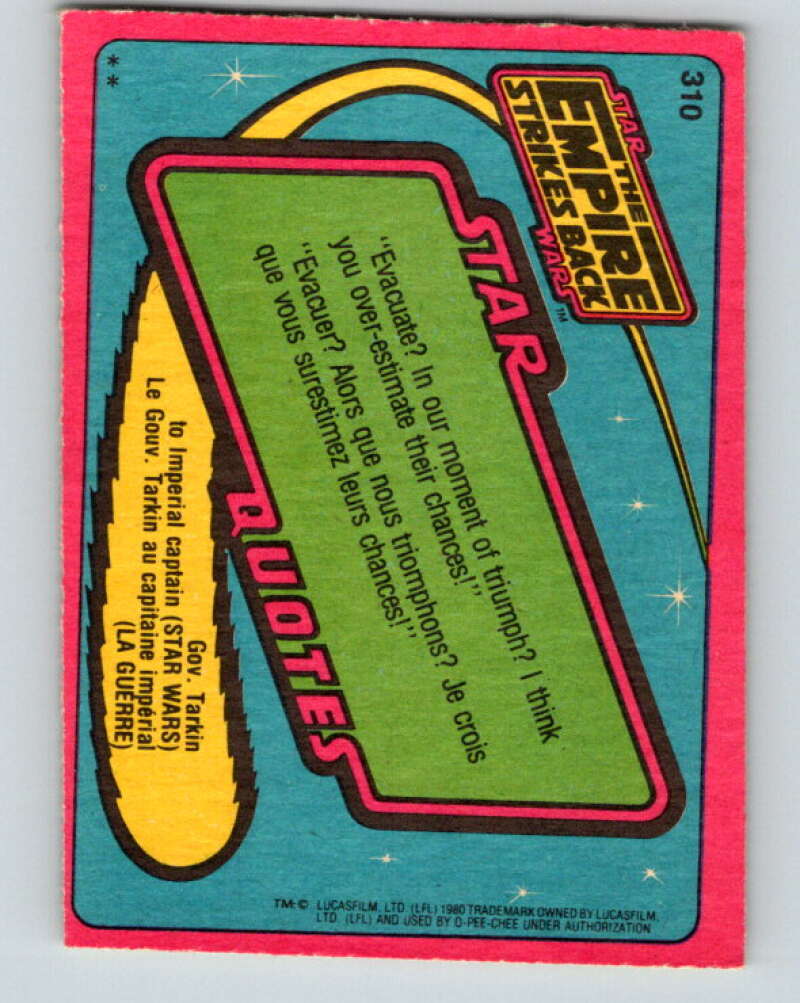 310
STAR
THE
EMPIRE
STRIKES BACK
WARS™
STAR
"Evacuate? In our moment of triumph? I think
you over-estimate their chances!"
"Evacuer? Alors que nous triomphons? Je crois
que vous surestimez leurs chances!"
QUOTES
Gov. Tarkin
to Imperial captain (STAR WARS)
Le Gouv. Tarkin au capitaine impérial
(LA GUERRE)
**
TM: © LUCASFILM, LTD. (LFL) 1980 TRADEMARK OWNED BY LUCASFILM,
LTD. (LFL) AND USED BY O-PEE-CHEE UNDER AUTHORIZATION